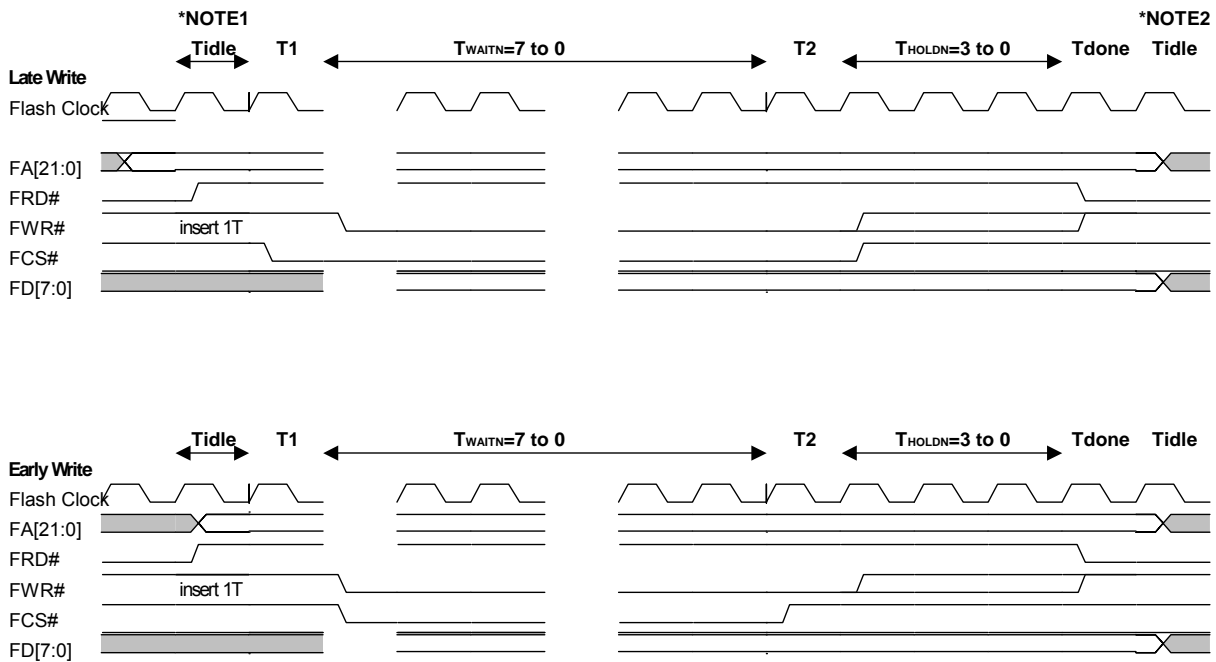 *NOTE1 *NOTE2
Tidle T1 TWAITN=7 to 0 T2 THOLDN=3 to 0 Tdone Tidle
Late Write
Flash Clock
FA[21:0]
FRD#
FWR# insert 1T
FCS#
FD[7:0]
Tidle T1 TWAITN=7 to 0 T2 THOLDN=3 to 0 Tdone Tidle
Early Write
Flash Clock
FA[21:0]
FRD#
FWR# insert 1T
FCS#
FD[7:0]